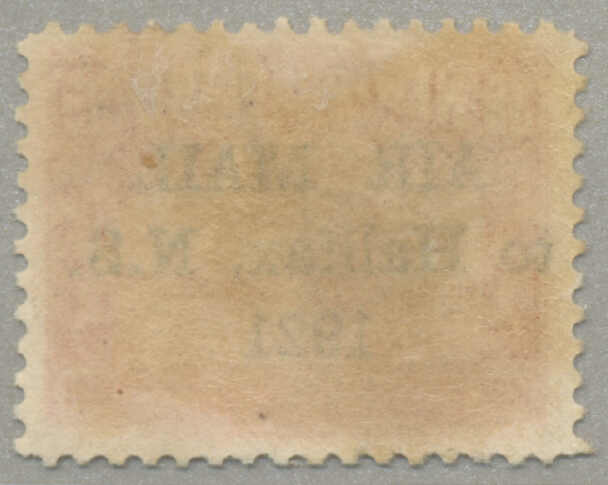 AIR MAIL
to Halifax, N.S.
1921